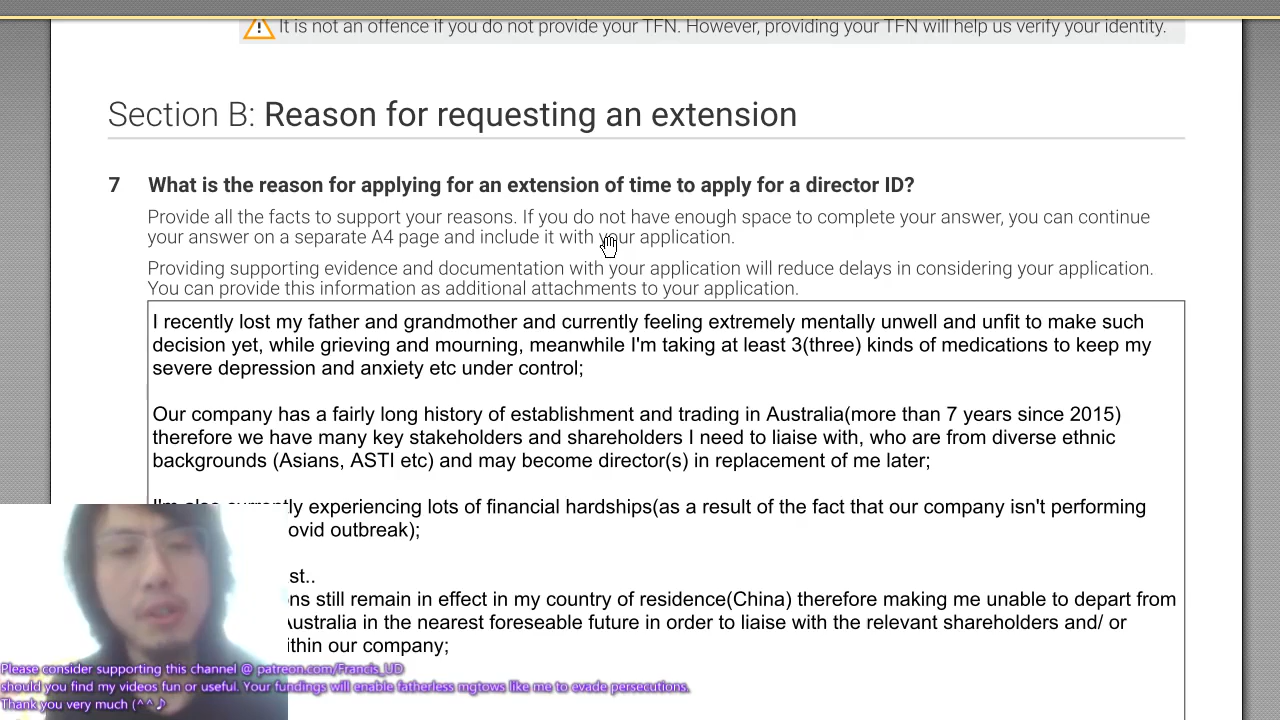 It is not an offence if you do not provide your TFN. However, providing your TFN will help us verify your identity.
Section B: Reason for requesting an extension
7 What is the reason for applying for an extension of time to apply for a director ID?
Provide all the facts to support your reasons. If you do not have enough space to complete your answer, you can continue
your answer on a separate A4 page and include it with your application.
Providing supporting evidence and documentation with your application will reduce delays in considering your application.
You can provide this information as additional attachments to your application.
I recently lost my father and grandmother and currently feeling extremely mentally unwell and unfit to make such
decision yet, while grieving and mourning, meanwhile I'm taking at least 3(three) kinds of medications to keep my
severe depression and anxiety etc under control;
Our company has a fairly long history of establishment and trading in Australia(more than 7 years since 2015)
therefore we have many key stakeholders and shareholders I need to liaise with, who are from diverse ethnic
backgrounds (Asians, ASTI etc) and may become director(s) in replacement of me later;
I'm also currently experiencing lots of financial hardships(as a result of the fact that our company isn't performing
ovid outbreak);
st..
ns still remain in effect in my country of residence(China) therefore making me unable to depart from
ustralia in the nearest foreseable future in order to liaise with the relevant shareholders and/ or
ithin our company;
Please consider supporting this channel @ patreon.com/Francis_UD
should you find my videos fun or useful. Your fundings will enable fatherless mgtows like me to evade persecutions.
Thank you very much (^^♪